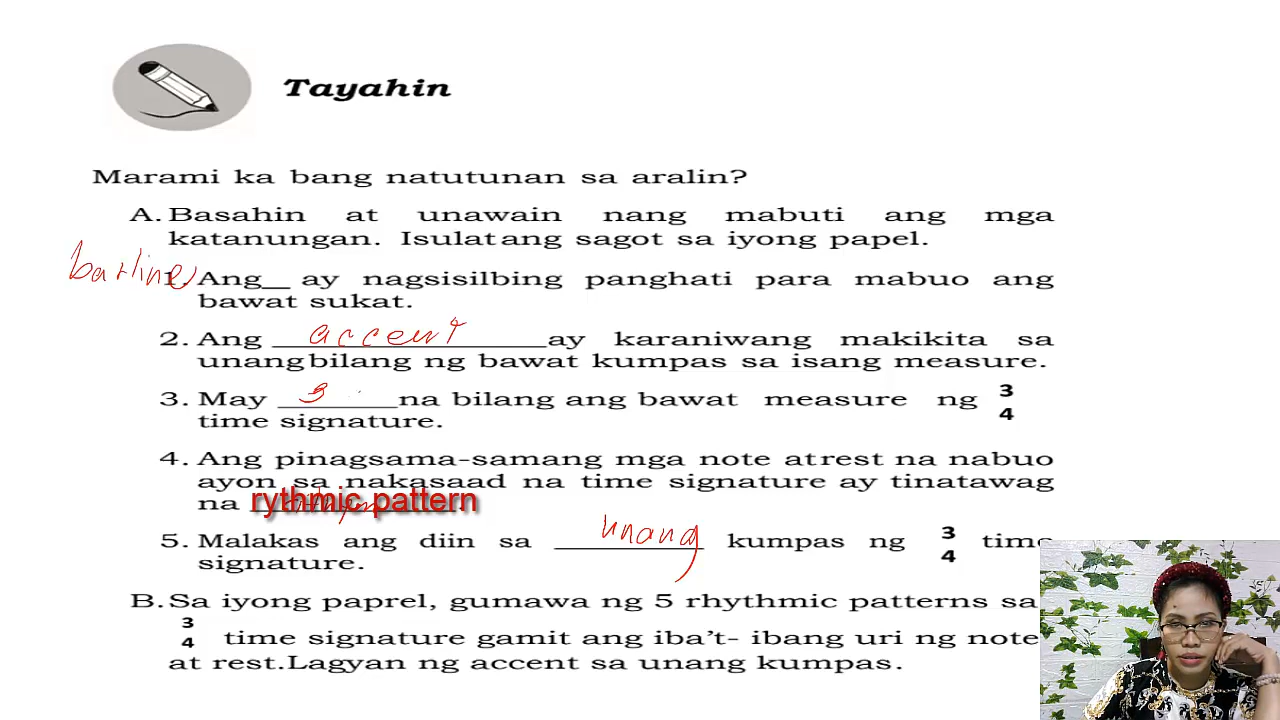 Tayahin
Marami ka bang natutunan sa aralin?
A. Basahin at unawain nang mabuti ang mga
katanungan. Isulat ang sagot sa iyong papel.
barline
1. Ang__ ay nagsisilbing panghati para mabuo ang
bawat sukat.
2. Ang accent ay karaniwang makikita sa
unang bilang ng bawat kumpas sa isang measure.
3. May 3 na bilang ang bawat measure ng 3/4
time signature.
4. Ang pinagsama-samang mga note at rest na nabuo
ayon sa nakasaad na time signature ay tinatawag
na rythmic pattern
5. Malakas ang diin sa unang kumpas ng 3/4 time
signature.
B. Sa iyong paprel, gumawa ng 5 rhythmic patterns sa
3/4 time signature gamit ang iba't- ibang uri ng note
at rest.Lagyan ng accent sa unang kumpas.